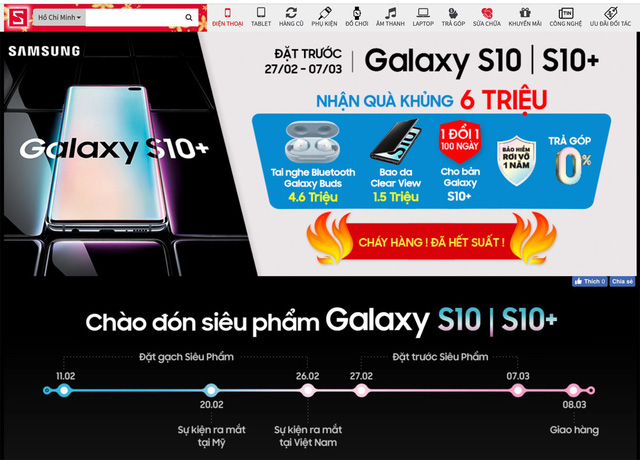 S
Hồ Chí Minh
ĐIỆN THOẠI
TABLET
HÀNG CŨ
PHỤ KIỆN
ĐỒ CHƠI
ÂM THANH
LAPTOP
TRẢ GÓP
SỬA CHỮA
KHUYẾN MÃI
CÔNG NGHỆ
ƯU ĐÃI ĐỐI TÁC
SAMSUNG
Galaxy S10+
ĐẶT TRƯỚC
27/02 - 07/03
Galaxy S10 | S10+
NHẬN QUÀ KHỦNG 6 TRIỆU
Tai nghe Bluetooth
Galaxy Buds
4.6 Triệu
Bao da
Clear View
1.5 Triệu
1 ĐỔI 1
100 NGÀY
Cho bản
Galaxy
S10+
BẢO HIỂM
RƠI VỠ
1 NĂM
TRẢ GÓP
0%
CHÁY HÀNG ! ĐÃ HẾT SUẤT !
Thích 0
Chia sẻ
Chào đón siêu phẩm Galaxy S10 | S10+
Đặt gạch Siêu Phẩm
Đặt trước Siêu Phẩm
11.02
26.02
27.02
07.03
20.02
08.03
Sự kiện ra mắt
tại Mỹ
Sự kiện ra mắt
tại Việt Nam
Giao hàng